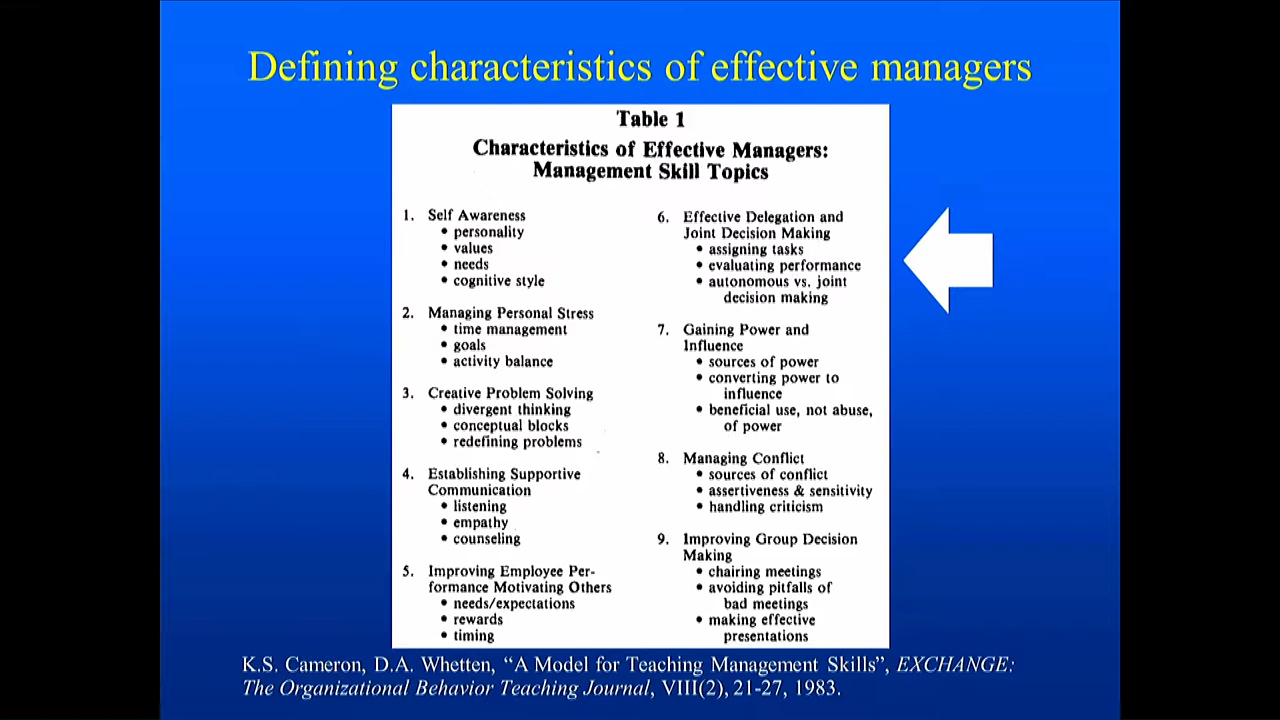 Defining characteristics of effective managers
Table 1
Characteristics of Effective Managers:
Management Skill Topics
1. Self Awareness
• personality
• values
• needs
• cognitive style
2. Managing Personal Stress
• time management
• goals
• activity balance
3. Creative Problem Solving
• divergent thinking
• conceptual blocks
• redefining problems
4. Establishing Supportive
Communication
• listening
• empathy
• counseling
5. Improving Employee Per-
formance Motivating Others
• needs/expectations
• rewards
• timing
6. Effective Delegation and
Joint Decision Making
• assigning tasks
• evaluating performance
• autonomous vs. joint
decision making
7. Gaining Power and
Influence
• sources of power
• converting power to
influence
• beneficial use, not abuse,
of power
8. Managing Conflict
• sources of conflict
• assertiveness & sensitivity
• handling criticism
9. Improving Group Decision
Making
• chairing meetings
• avoiding pitfalls of
bad meetings
• making effective
presentations
K.S. Cameron, D.A. Whetten, “A Model for Teaching Management Skills”, EXCHANGE:
The Organizational Behavior Teaching Journal, VIII(2), 21-27, 1983.